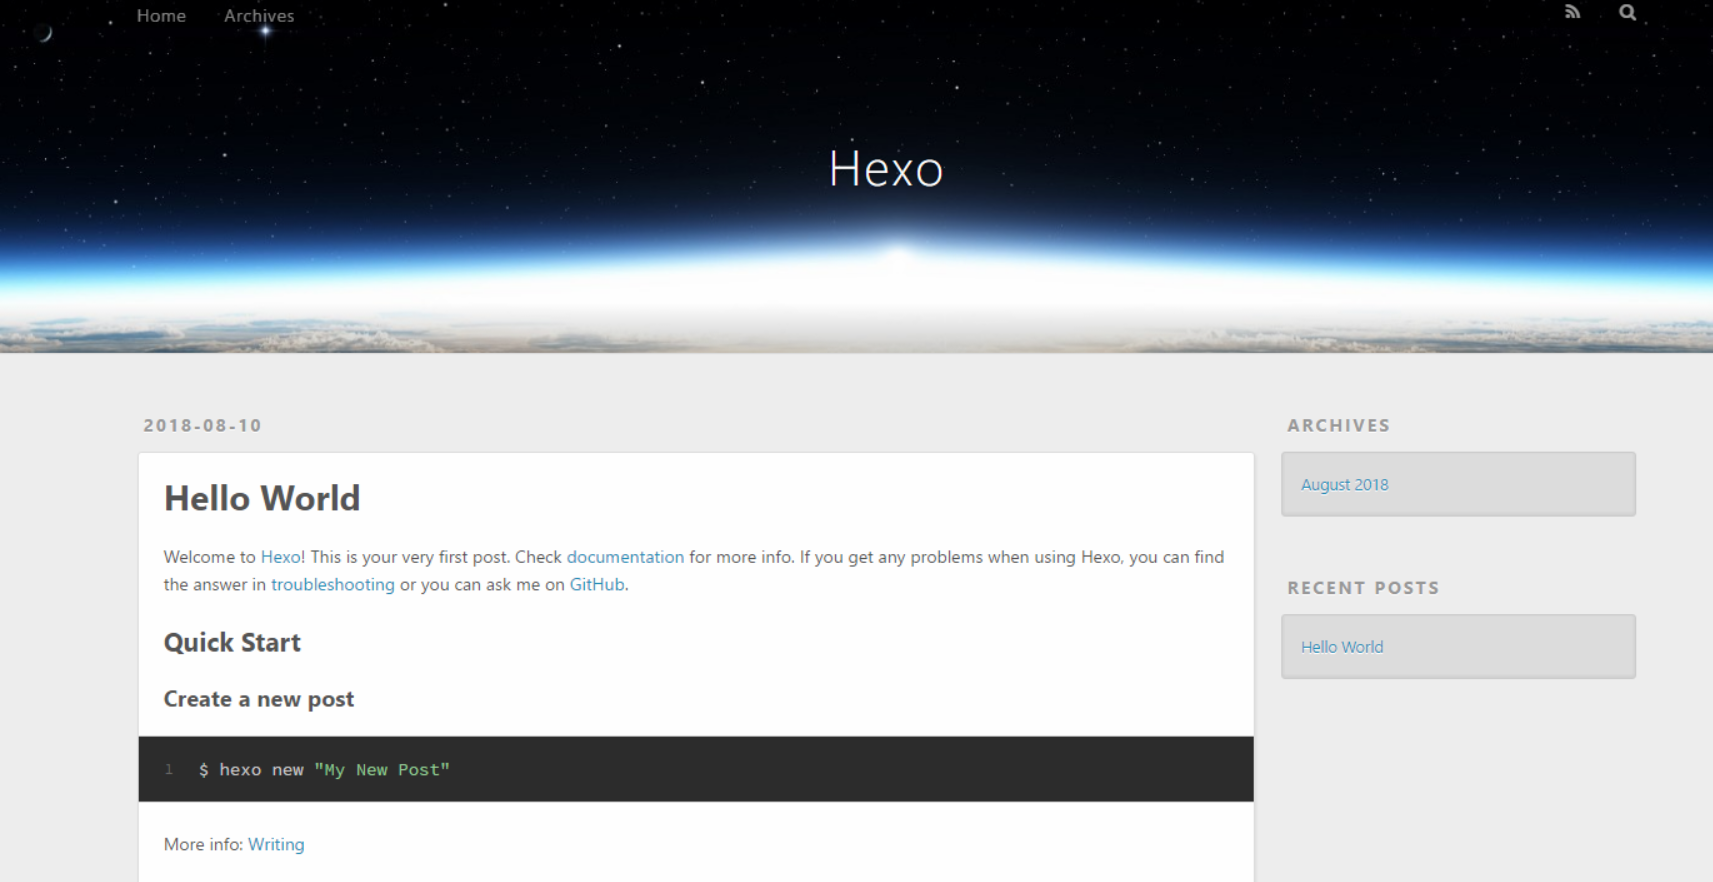 Home Archives
Hexo
2018-08-10
Hello World
Welcome to Hexo! This is your very first post. Check documentation for more info. If you get any problems when using Hexo, you can find
the answer in troubleshooting or you can ask me on GitHub.
Quick Start
Create a new post
1 $ hexo new "My New Post"
More info: Writing
ARCHIVES
August 2018
RECENT POSTS
Hello World